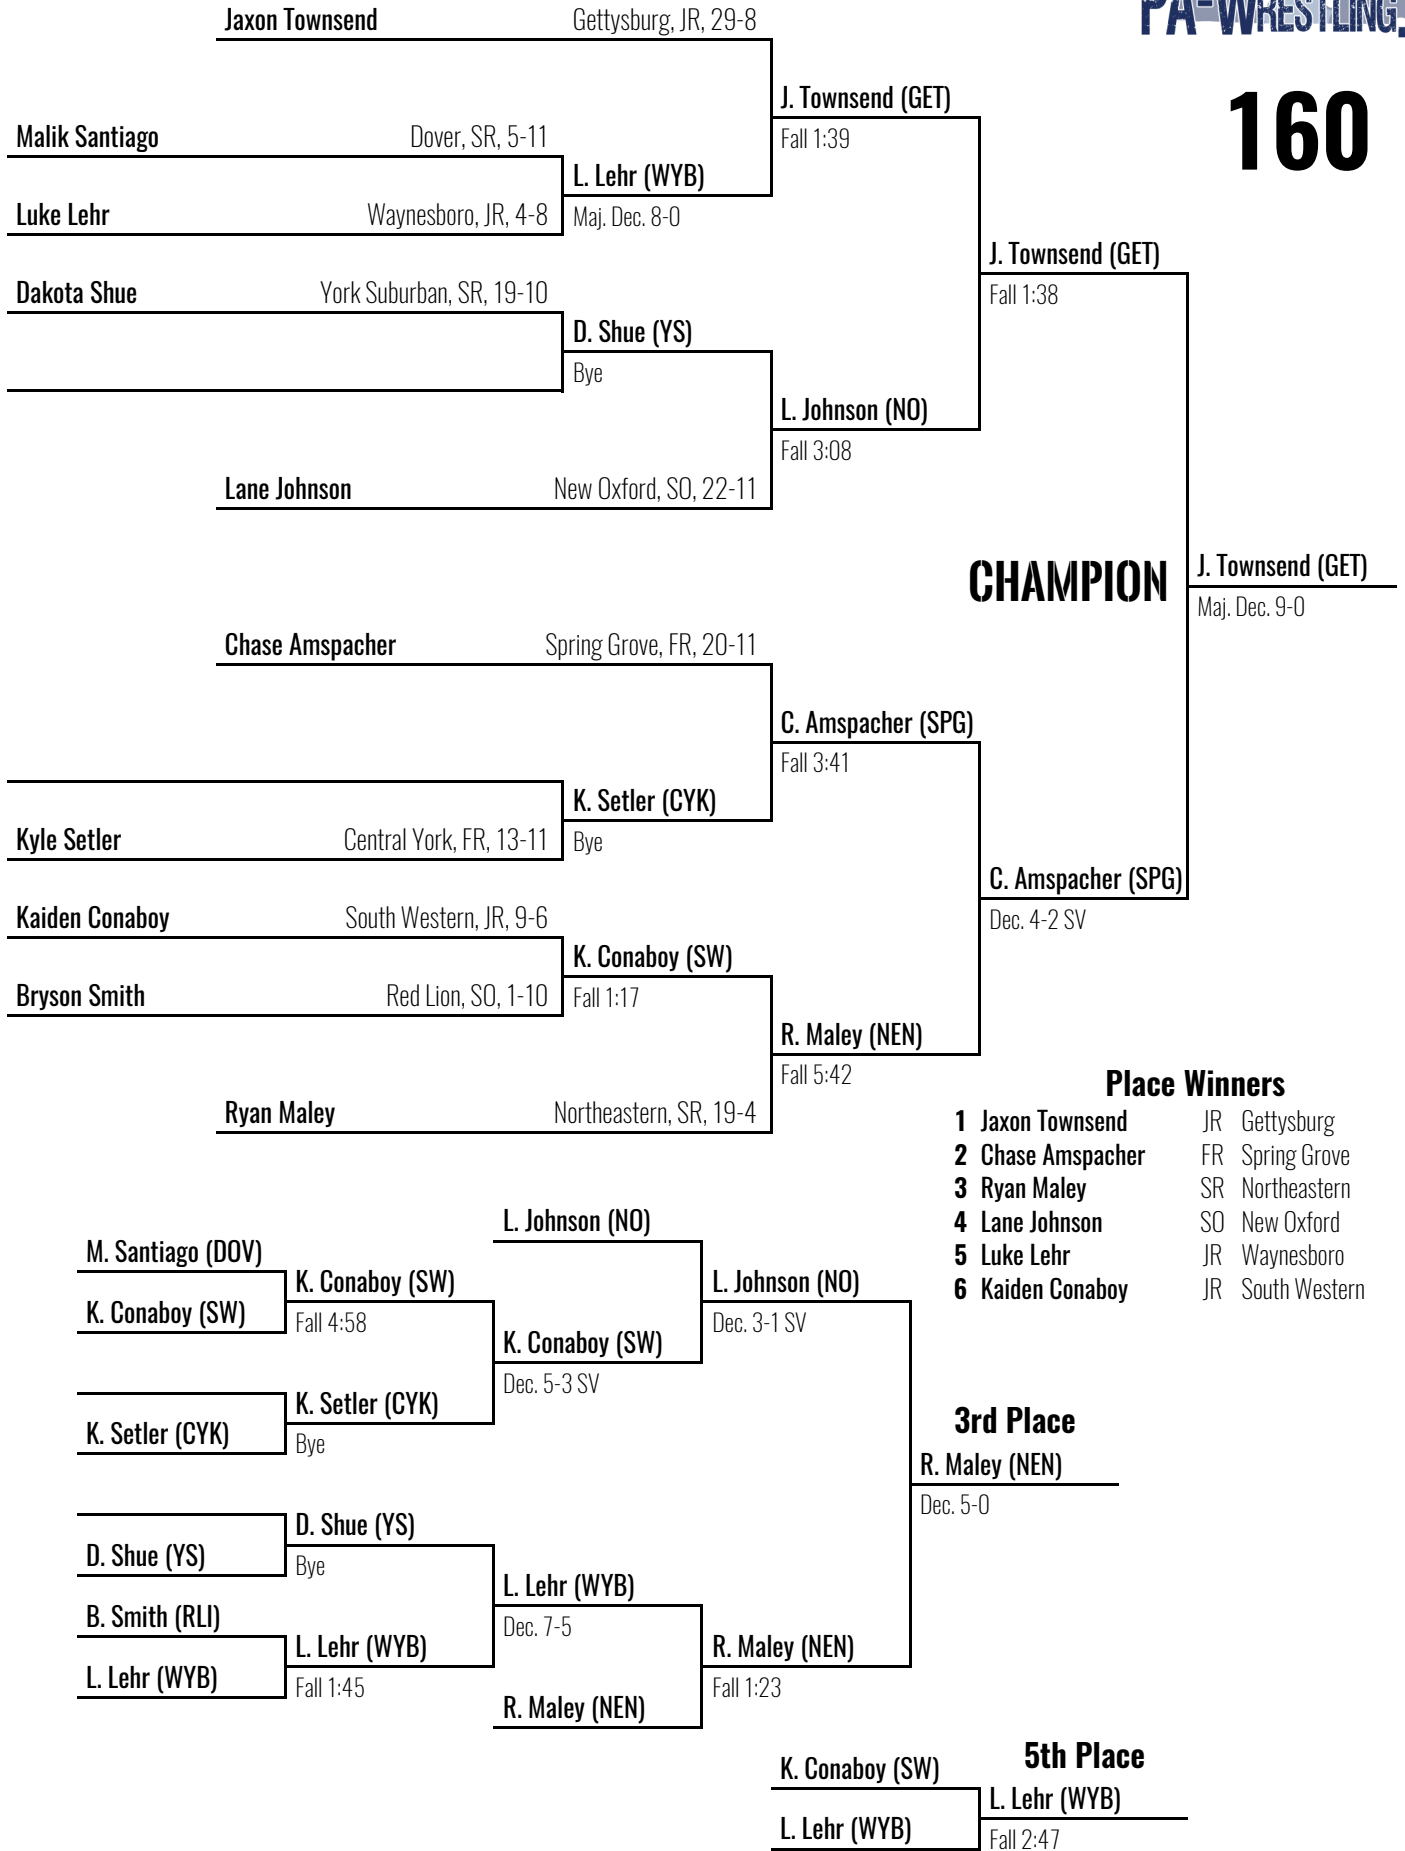 PA-WRESTLING.
160
Jaxon Townsend Gettysburg, JR, 29-8
J. Townsend (GET)
Fall 1:39
Malik Santiago Dover, SR, 5-11
L. Lehr (WYB)
Maj. Dec. 8-0
Luke Lehr Waynesboro, JR, 4-8
J. Townsend (GET)
Fall 1:38
Dakota Shue York Suburban, SR, 19-10
D. Shue (YS)
Bye
L. Johnson (NO)
Fall 3:08
Lane Johnson New Oxford, SO, 22-11
CHAMPION
J. Townsend (GET)
Maj. Dec. 9-0
Chase Amspacher Spring Grove, FR, 20-11
C. Amspacher (SPG)
Fall 3:41
K. Setler (CYK)
Bye
Kyle Setler Central York, FR, 13-11
C. Amspacher (SPG)
Dec. 4-2 SV
Kaiden Conaboy South Western, JR, 9-6
K. Conaboy (SW)
Fall 1:17
Bryson Smith Red Lion, SO, 1-10
R. Maley (NEN)
Fall 5:42
Ryan Maley Northeastern, SR, 19-4
Place Winners
1 Jaxon Townsend JR Gettysburg
2 Chase Amspacher FR Spring Grove
3 Ryan Maley SR Northeastern
4 Lane Johnson SO New Oxford
5 Luke Lehr JR Waynesboro
6 Kaiden Conaboy JR South Western
L. Johnson (NO)
M. Santiago (DOV)
K. Conaboy (SW)
Fall 4:58
K. Conaboy (SW)
L. Johnson (NO)
Dec. 3-1 SV
K. Conaboy (SW)
Dec. 5-3 SV
K. Setler (CYK)
Bye
K. Setler (CYK)
3rd Place
R. Maley (NEN)
Dec. 5-0
D. Shue (YS)
Bye
D. Shue (YS)
L. Lehr (WYB)
Dec. 7-5
B. Smith (RLI)
L. Lehr (WYB)
Fall 1:45
L. Lehr (WYB)
R. Maley (NEN)
Fall 1:23
R. Maley (NEN)
5th Place
K. Conaboy (SW)
L. Lehr (WYB)
Fall 2:47
L. Lehr (WYB)